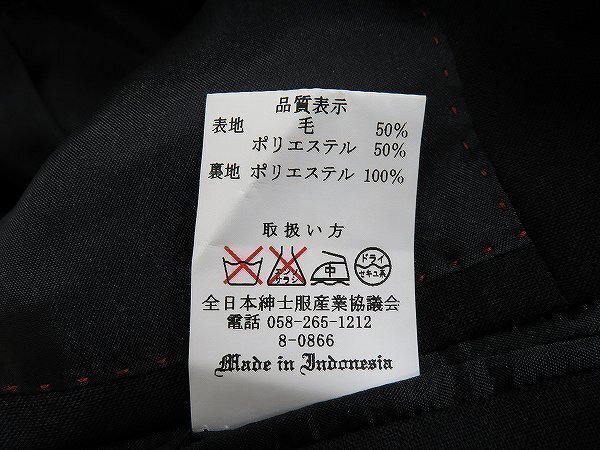 品質表示
表地 毛 50%
ポリエステル 50%
裏地 ポリエステル 100%
取扱い方
エンソ サラシ 中 ドライ セキユ系
全日本紳士服産業協議会
電話 058-265-1212
8-0866
Made in Indonesia